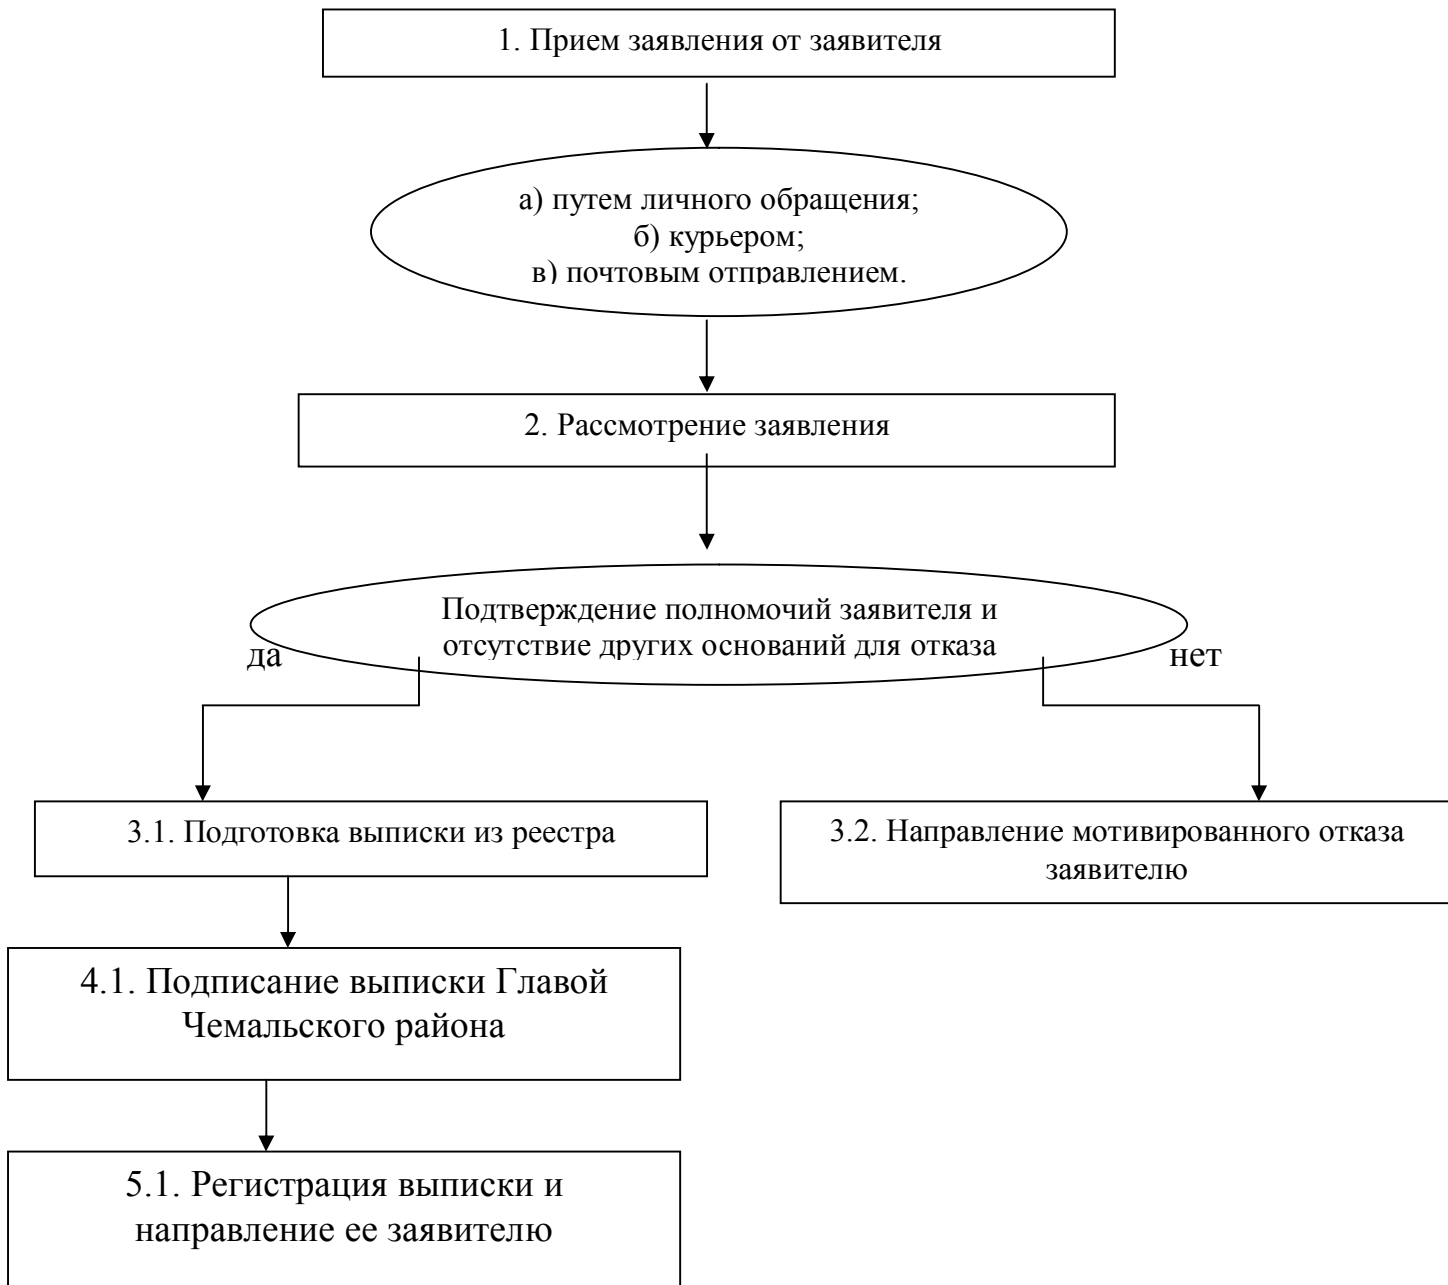 1. Прием заявления от заявителя
а) путем личного обращения;
б) курьером;
в) почтовым отправлением.
2. Рассмотрение заявления
Подтверждение полномочий заявителя и
отсутствие других оснований для отказа
да
нет
3.1. Подготовка выписки из реестра
3.2. Направление мотивированного отказа
заявителю
4.1. Подписание выписки Главой
Чемальского района
5.1. Регистрация выписки и
направление ее заявителю